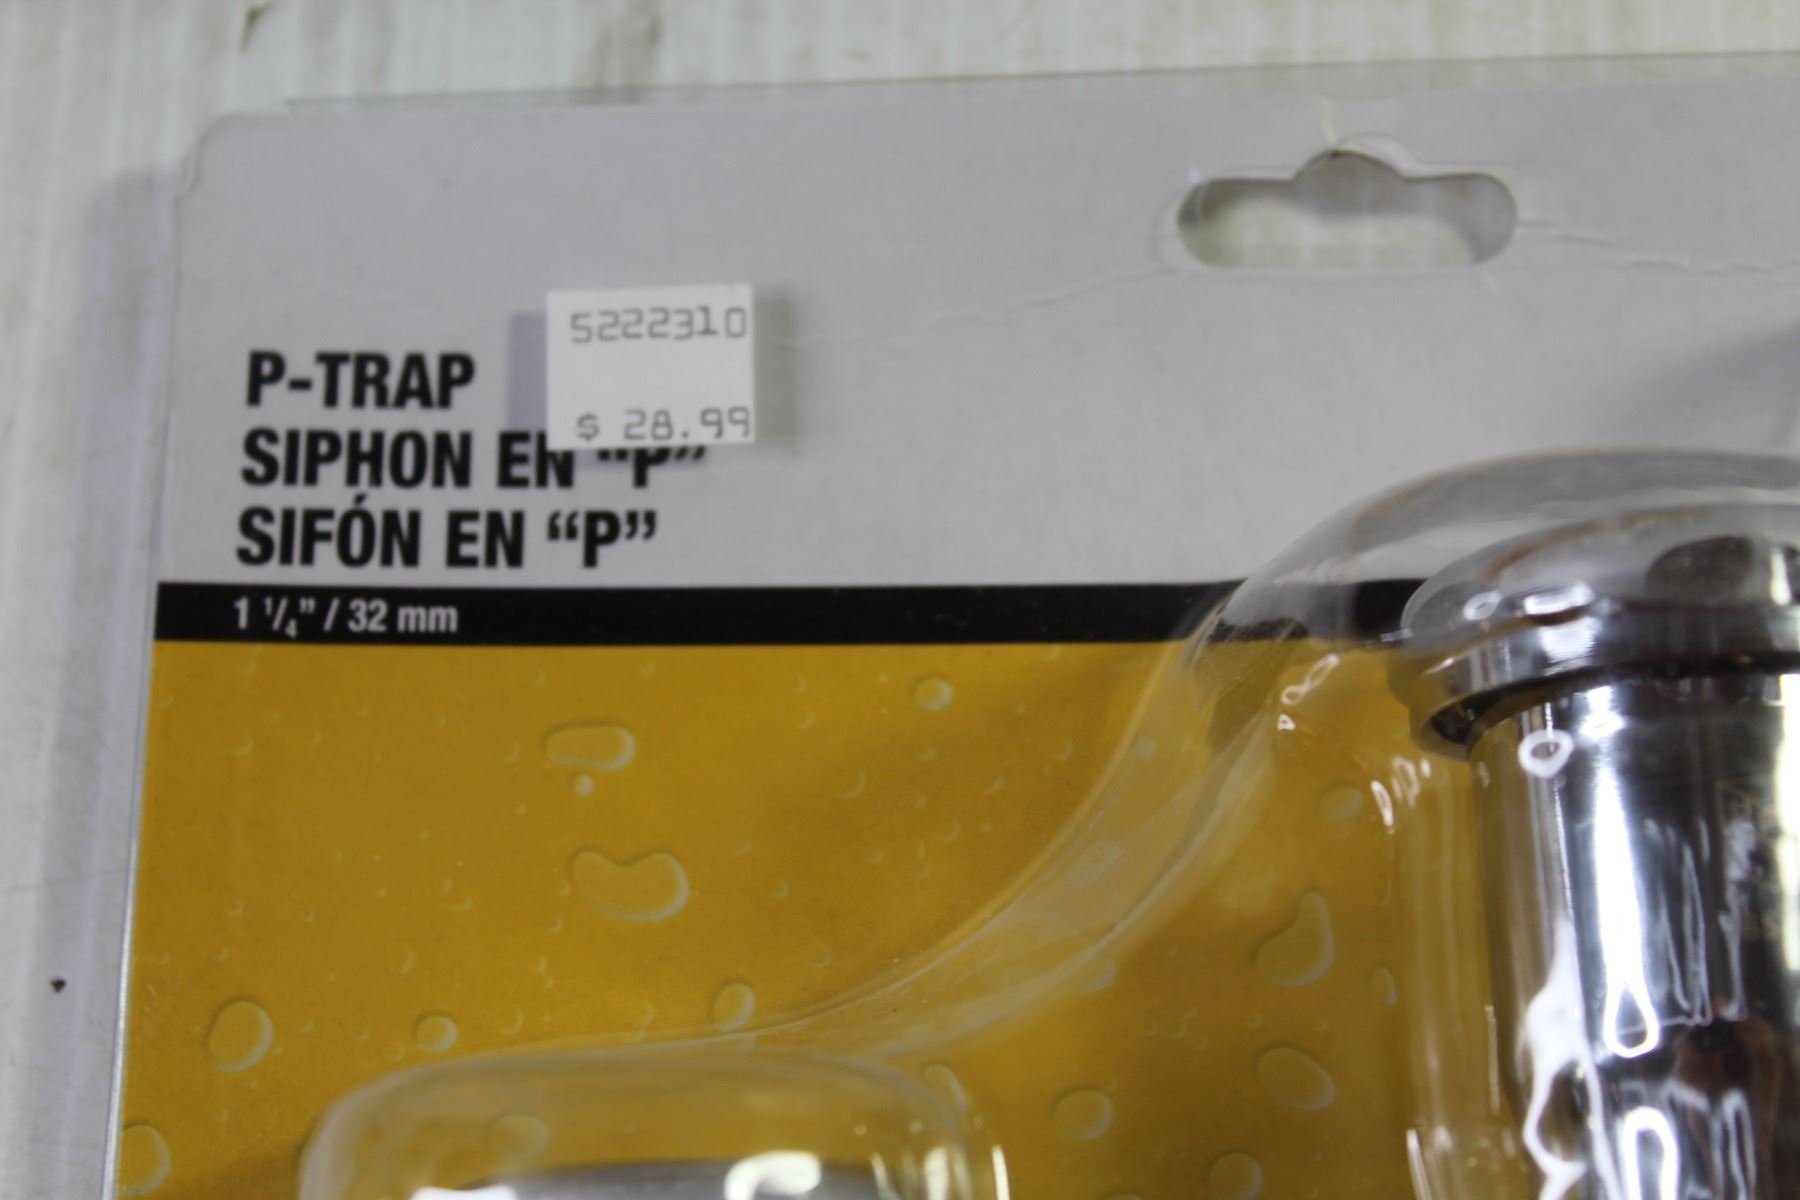 5222310
$ 28.99
P-TRAP
SIPHON EN "P"
SIFÓN EN “P”
1 1/4” / 32 mm